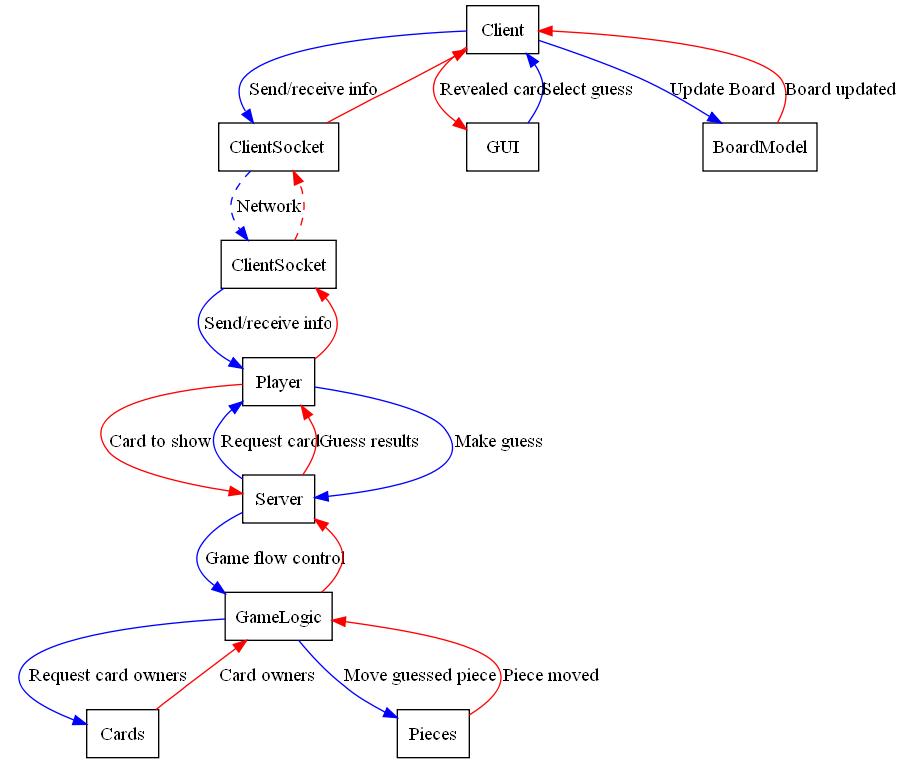 Client
Send/receive info
Revealed card
Select guess
Update Board
Board updated
ClientSocket
GUI
BoardModel
Network
ClientSocket
Send/receive info
Player
Card to show
Request card
Guess results
Make guess
Server
Game flow control
GameLogic
Request card owners
Card owners
Move guessed piece
Piece moved
Cards
Pieces